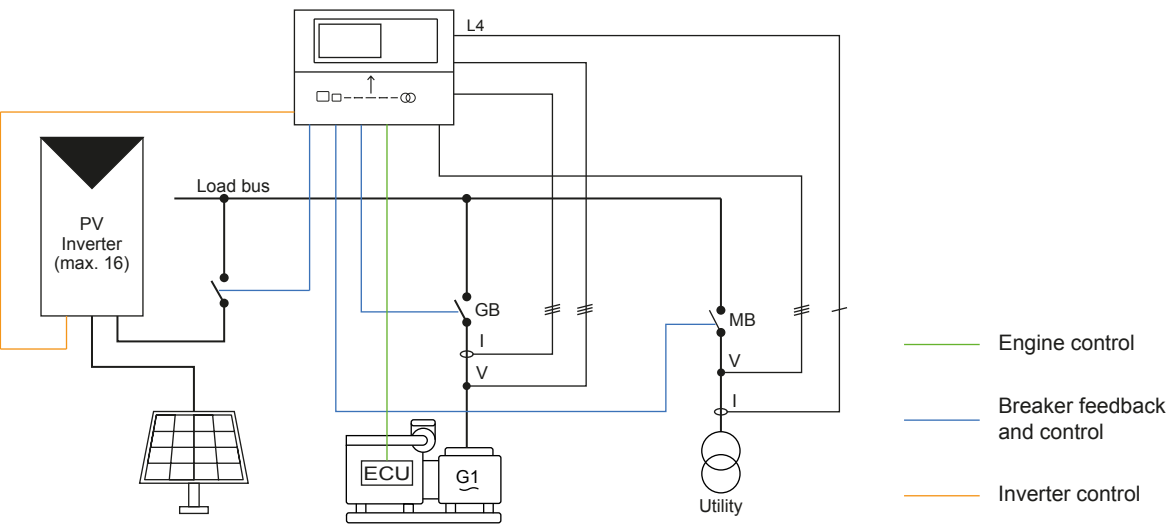 L4
Load bus
PV
Inverter
(max. 16)
GB
I
V
MB
V
I
ECU
G1
Utility
Engine control
Breaker feedback
and control
Inverter control